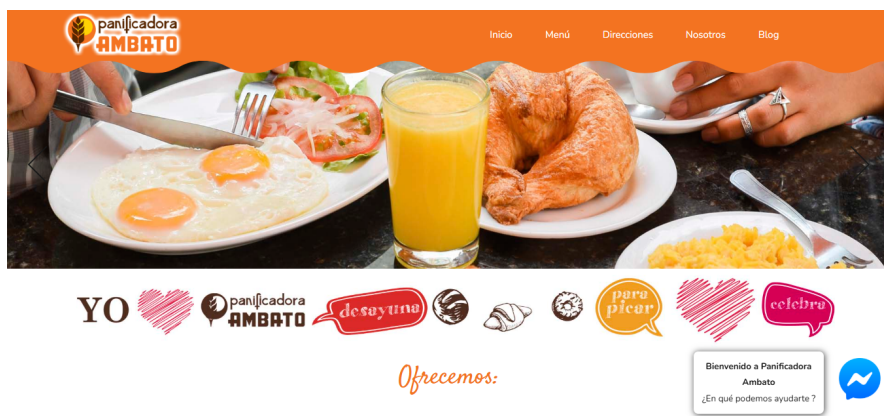 panificadora
AMBATO
Inicio Menú Direcciones Nosotros Blog
YO panificadora AMBATO desayuna para picar celebra
Ofrecemos:
Bienvenido a Panificadora
Ambato
¿En qué podemos ayudarte ?